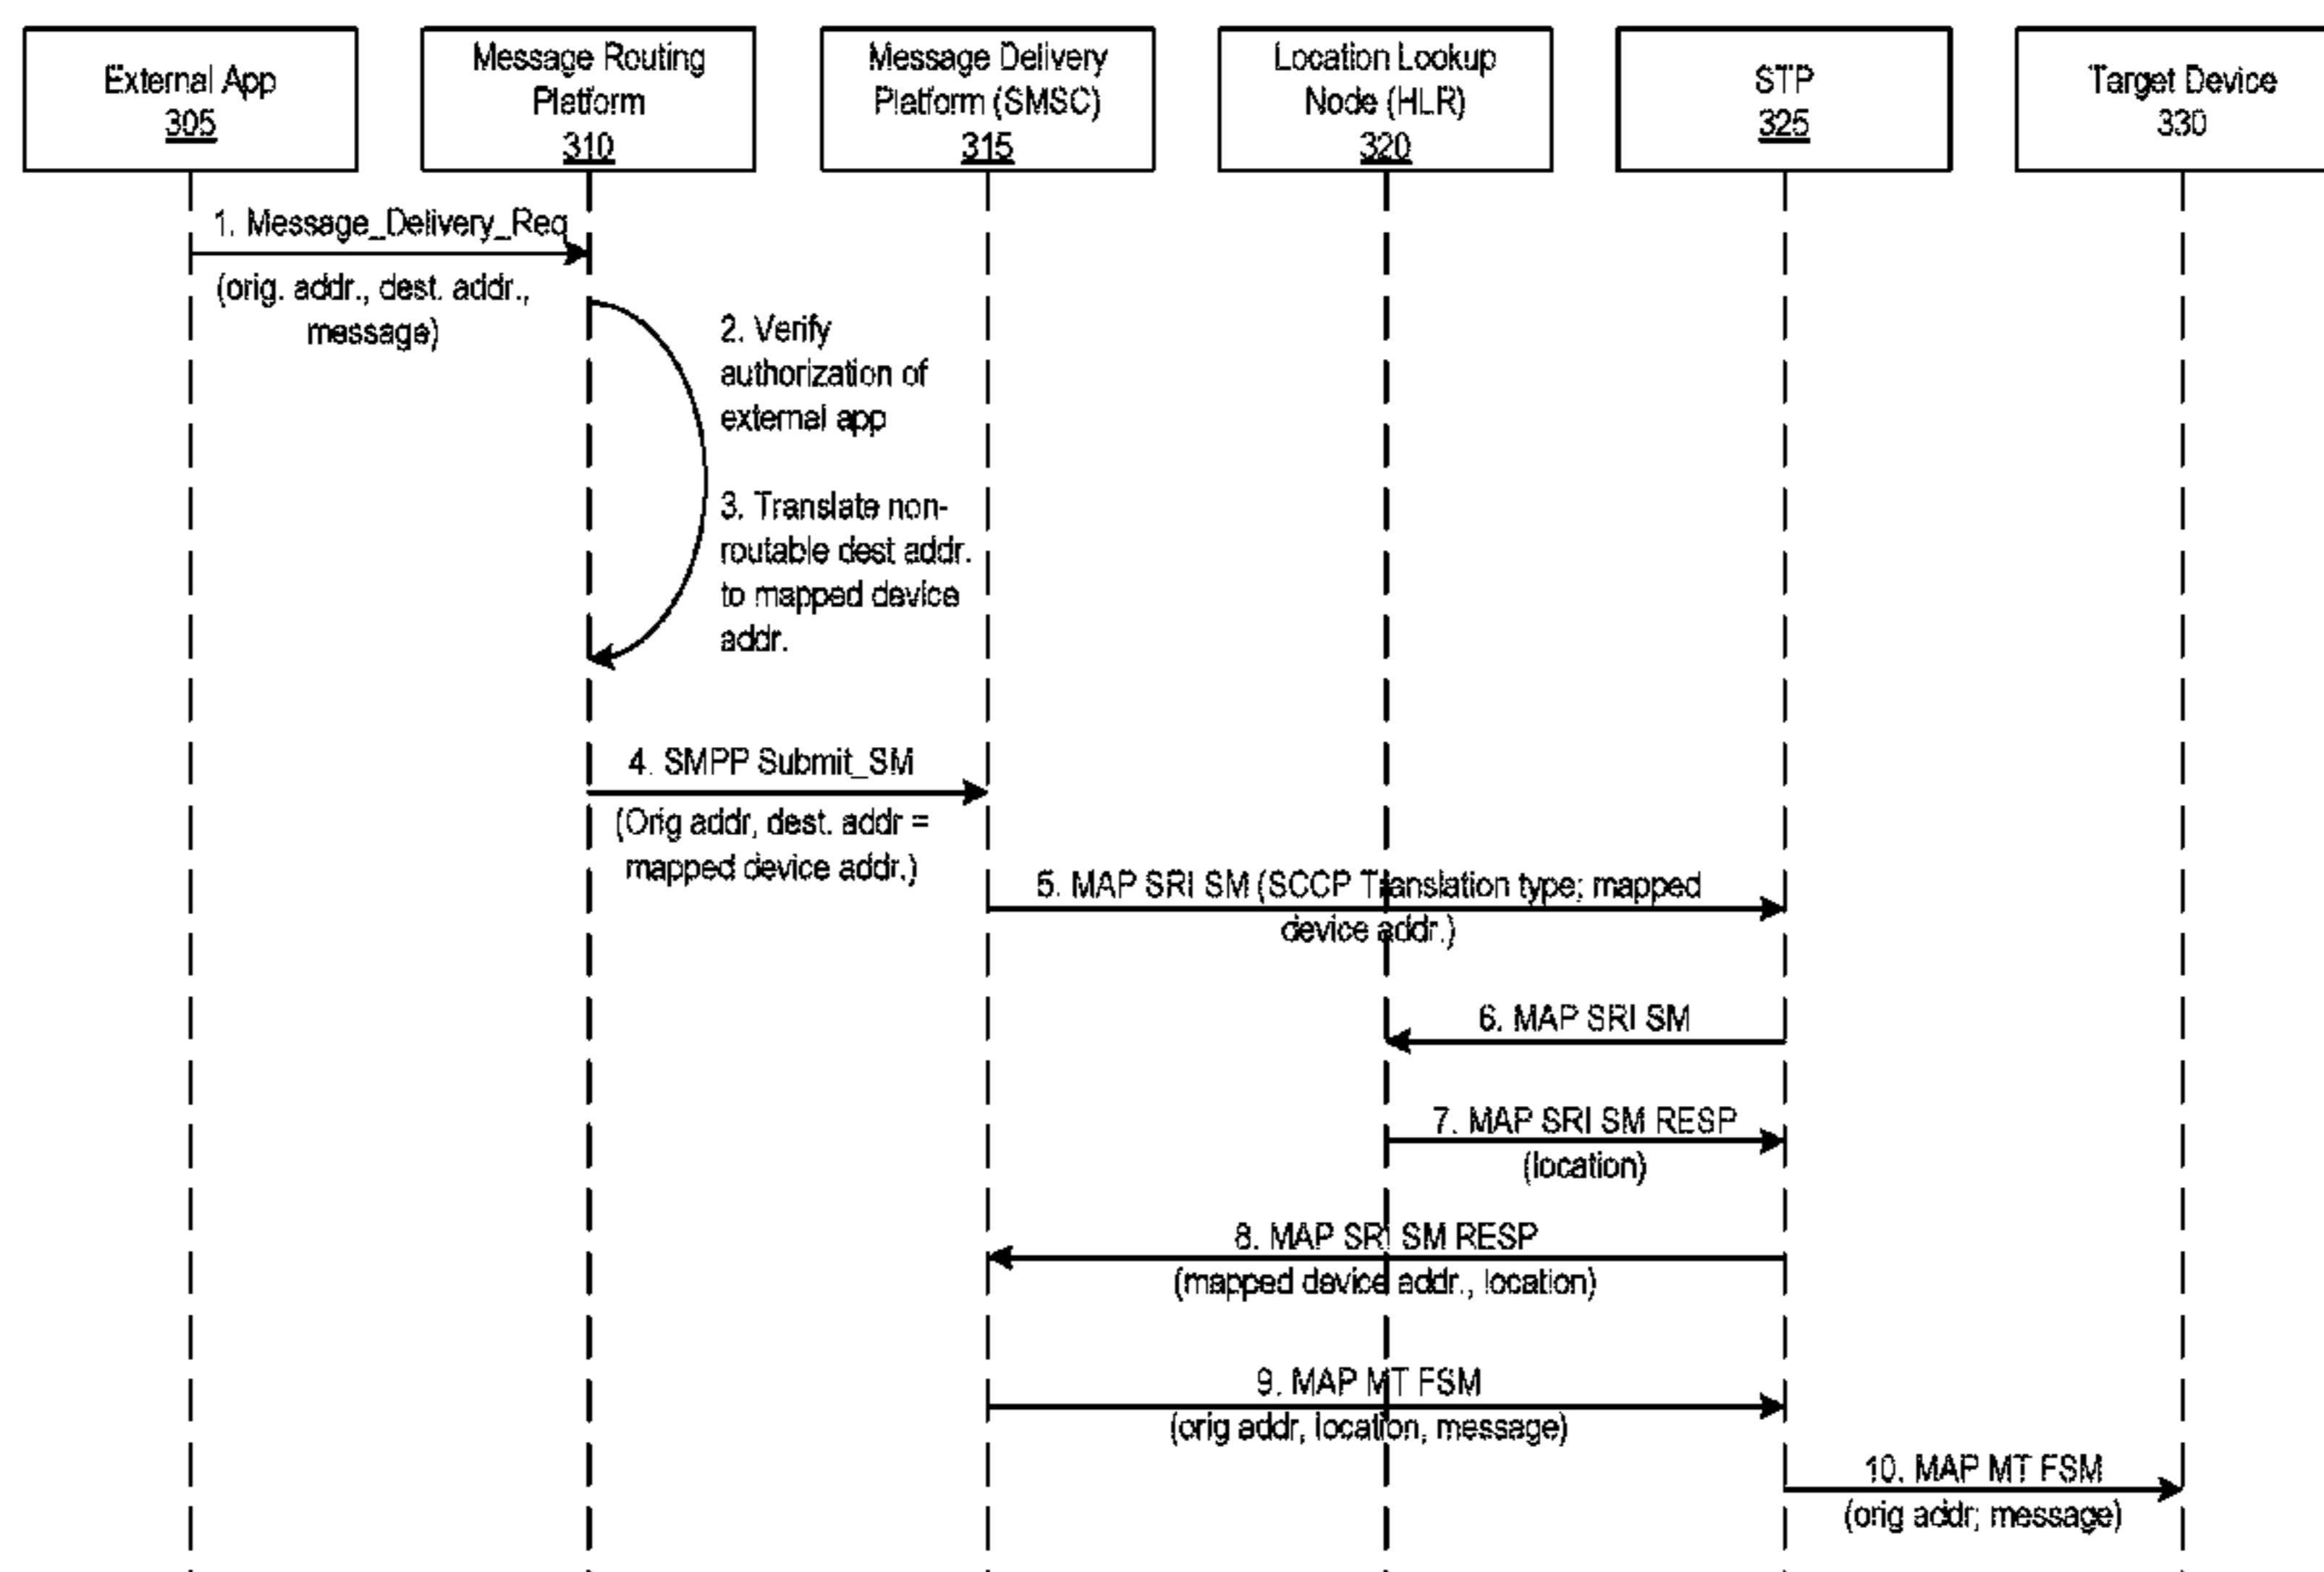 External App
305
Message Routing
Platform
310
Message Delivery
Platform (SMSC)
315
Location Lookup
Node (HLR)
320
STP
325
Target Device
330
1. Message_Delivery_Req
(orig. addr., dest. addr.,
message)
2. Verify
authorization of
external app
3. Translate non-
routable dest addr.
to mapped device
addr.
4. SMPP Submit_SM
(Orig addr, dest. addr =
mapped device addr.)
5. MAP SRI SM (SCCP Translation type; mapped
device addr.)
6. MAP SRI SM
7. MAP SRI SM RESP
(location)
8. MAP SRI SM RESP
(mapped device addr., location)
9. MAP MT FSM
(orig addr, location, message)
10. MAP MT FSM
(orig addr; message)